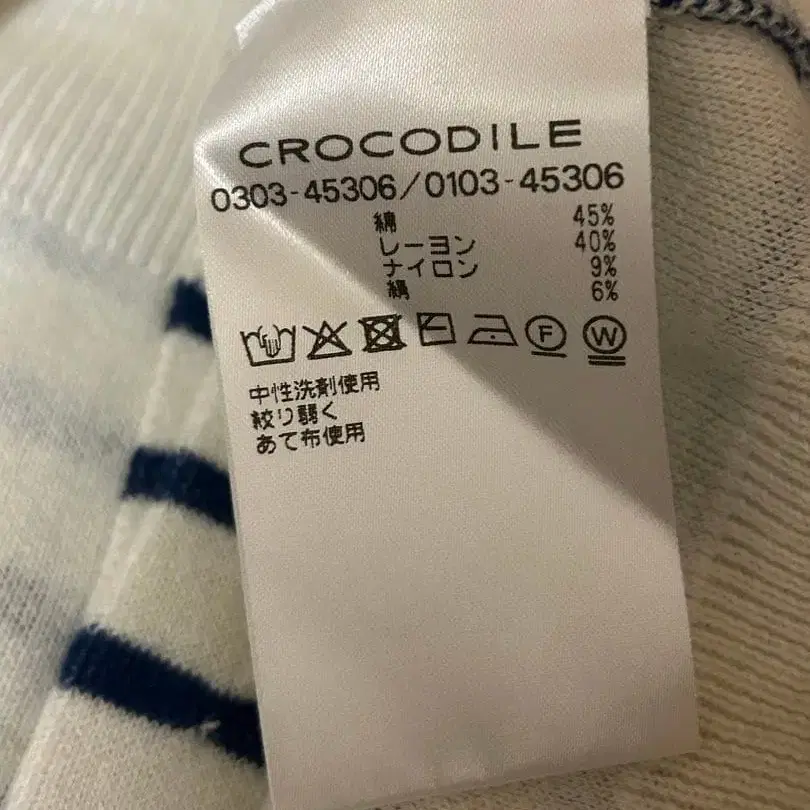 CROCODILE
0303-45306/0103-45306
綿 45%
レーヨン 40%
ナイロン 9%
絹 6%
F W
中性洗剤使用
絞り弱く
あて布使用